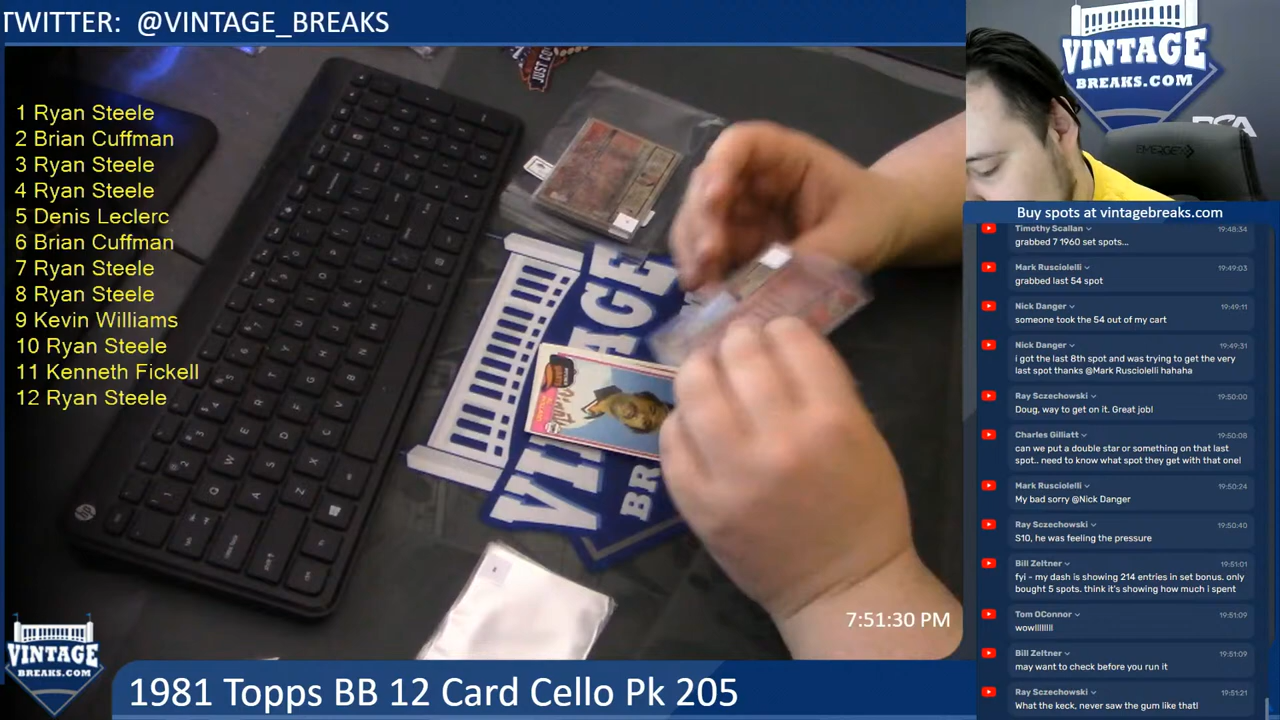 TWITTER: @VINTAGE_BREAKS
1 Ryan Steele
2 Brian Cuffman
3 Ryan Steele
4 Ryan Steele
5 Denis Leclerc
6 Brian Cuffman
7 Ryan Steele
8 Ryan Steele
9 Kevin Williams
10 Ryan Steele
11 Kenneth Fickell
12 Ryan Steele
JUST COL
VINTAGE
BR
hp
7:51:30 PM
VINTAGE
BREAKS.COM
1981 Topps BB 12 Card Cello Pk 205
VINTAGE
BREAKS.COM
PSA
Buy spots at vintagebreaks.com
Timothy Scallan 19:48:34
grabbed 7 1960 set spots...
Mark Rusciolelli 19:49:03
grabbed last 54 spot
Nick Danger 19:49:11
someone took the 54 out of my cart
Nick Danger 19:49:31
i got the last 8th spot and was trying to get the very
last spot thanks @Mark Rusciolelli hahaha
Ray Sczechowski 19:50:00
Doug, way to get on it. Great job!
Charles Gilliatt 19:50:08
can we put a double star or something on that last
spot.. need to know what spot they get with that one!
Mark Rusciolelli 19:50:24
My bad sorry @Nick Danger
Ray Sczechowski 19:50:40
S10, he was feeling the pressure
Bill Zeltner 19:51:01
fyi - my dash is showing 214 entries in set bonus. only
bought 5 spots. think it's showing how much i spent
Tom OConnor 19:51:09
wow!!!!!!!!
Bill Zeltner 19:51:09
may want to check before you run it
Ray Sczechowski 19:51:21
What the keck, never saw the gum like that!